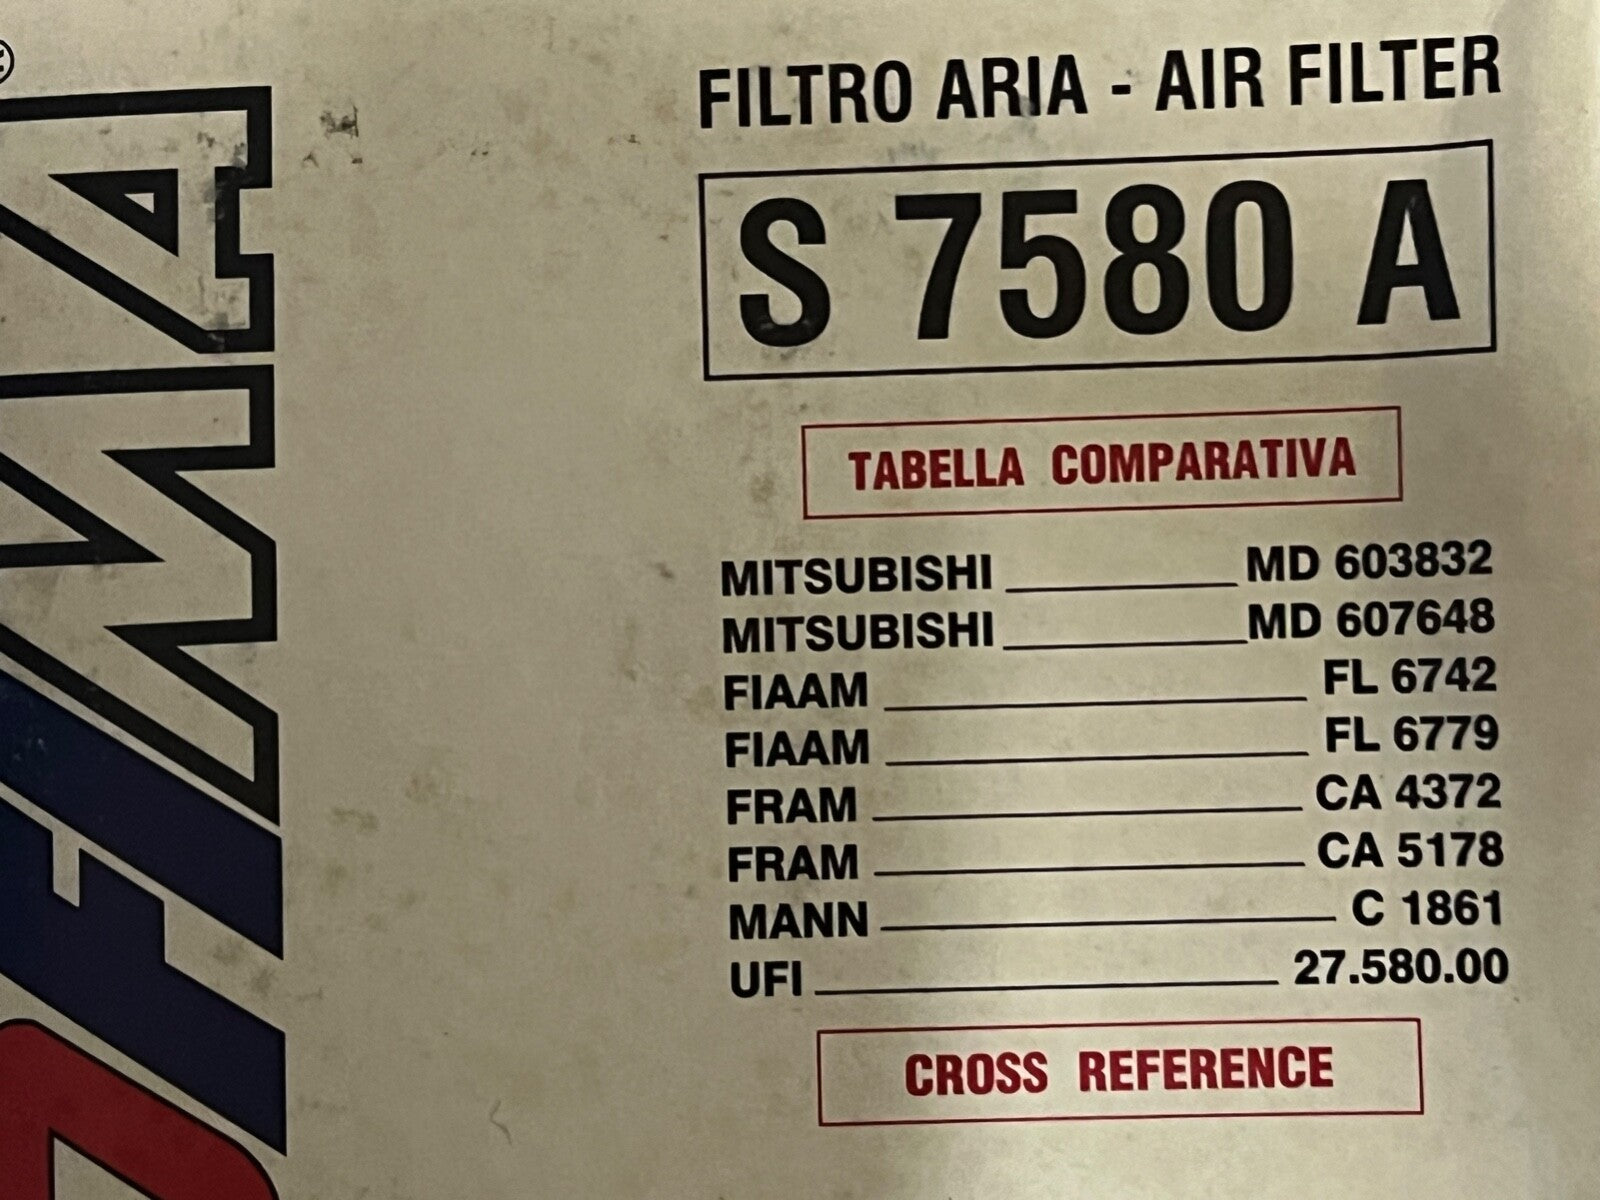 FILTRO ARIA - AIR FILTER
S 7580 A
TABELLA COMPARATIVA
MITSUBISHI MD 603832
MITSUBISHI MD 607648
FIAAM FL 6742
FIAAM FL 6779
FRAM CA 4372
FRAM CA 5178
MANN C 1861
UFI 27.580.00
CROSS REFERENCE